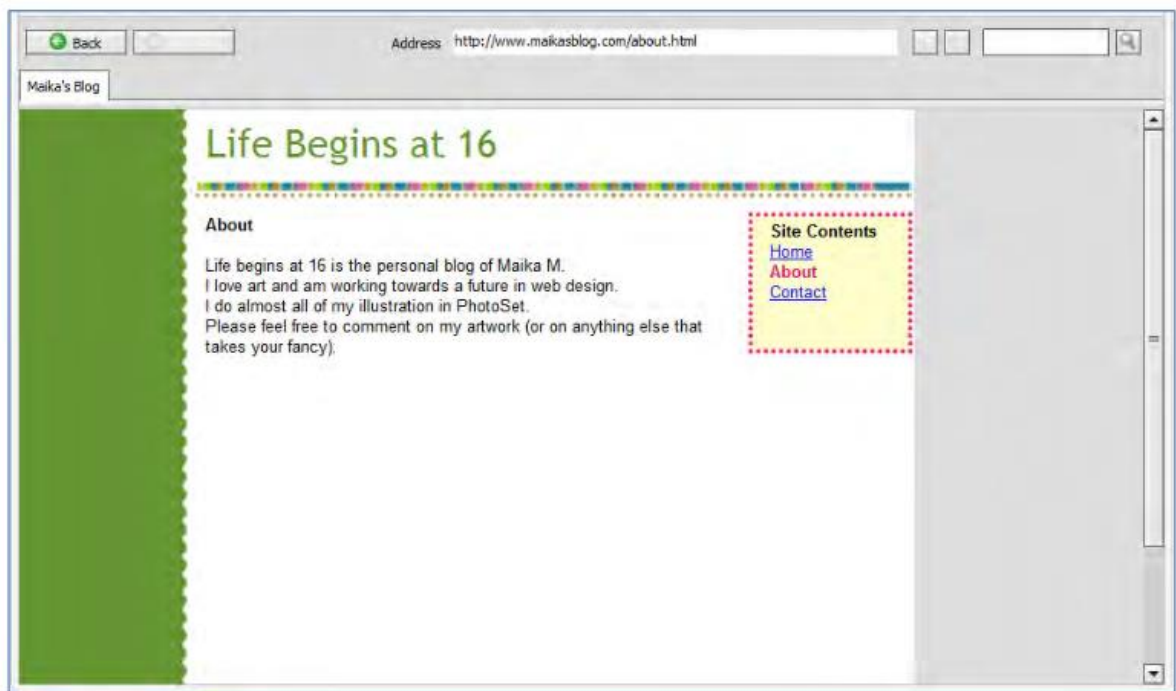 Back
Address http://www.maikasblog.com/about.html
Maika's Blog
Life Begins at 16
About
Life begins at 16 is the personal blog of Maika M.
I love art and am working towards a future in web design.
I do almost all of my illustration in PhotoSet.
Please feel free to comment on my artwork (or on anything else that
takes your fancy).
Site Contents
Home
About
Contact